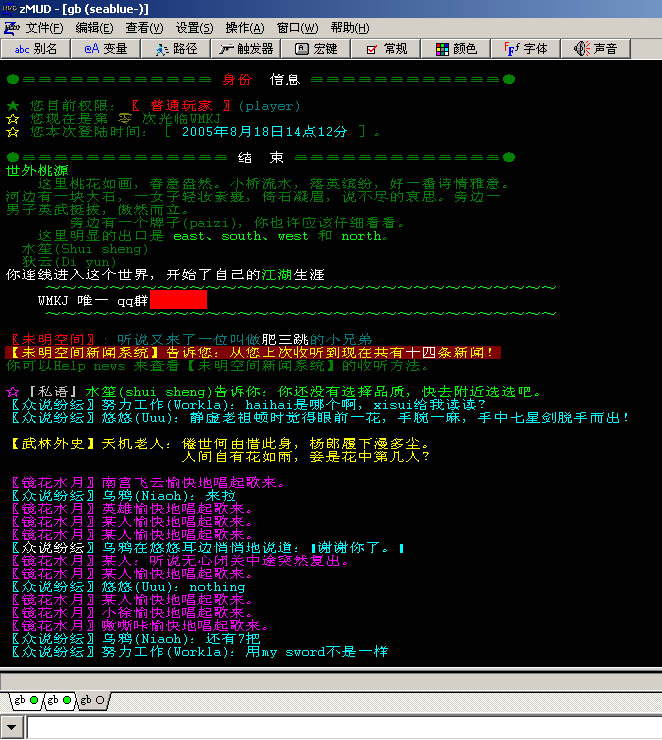 zMUD - [gb (seablue-)]
文件(F) 编辑(E) 查看(V) 设置(S) 操作(A) 窗口(W) 帮助(H)
abc 别名 @A 变量 路径 触发器 宏键 常规 颜色 字体 声音
●============ 身份 信息 ============●
★ 您目前权限：〖 普通玩家 〗(player)
☆ 您现在是第 零 次光临WMKJ
☆ 您本次登陆时间：[ 2005年8月18日14点12分 ] 。
●============= 结 束 =============●
世外桃源
这里桃花如画，春意盎然。小桥流水，落英缤纷，好一番诗情雅意。
河边有一块大石，一女子轻妆素裹，倚石凝眉，说不尽的哀思。旁边一
男子英武挺拔，傲然而立。
旁边有一个牌子(paizi)，你也许应该仔细看看。
这里明显的出口是 east、south、west 和 north。
水笙(Shui sheng)
狄云(Di yun)
你连线进入这个世界，开始了自己的江湖生涯
~~~~~~~~~~~~~~~~~~~~~~~~~~~~~~~~
WMKJ 唯一 qq群
~~~~~~~~~~~~~~~~~~~~~~~~~~~~~~~~
〖未明空间〗：听说又来了一位叫做肥三跳的小兄弟
【未明空间新闻系统】告诉您：从您上次收听到现在共有十四条新闻！
你可以Help news 来查看【未明空间新闻系统】的收听方法。
☆『私语』水笙(shui sheng)告诉你：你还没有选择品质，快去附近选选吧。
〖众说纷纭〗努力工作(Workla)：haihai是哪个啊，xisui给我读读？
〖众说纷纭〗悠悠(Uuu)：静虚老祖顿时觉得眼前一花，手腕一麻，手中七星剑脱手而出！
【武林外史】天机老人：倦世何由惜此身，杨郎履下漫多尘。
人间自有花如雨，妾是花中第几人？
〖镜花水月〗南宫飞云愉快地唱起歌来。
〖众说纷纭〗乌鸦(Niaoh)：来拉
〖镜花水月〗英雄愉快地唱起歌来。
〖镜花水月〗某人愉快地唱起歌来。
〖镜花水月〗某人愉快地唱起歌来。
〖众说纷纭〗乌鸦在悠悠耳边悄悄地说道：谢谢你了。
〖镜花水月〗某人：听说无心闭关中途突然复出。
〖镜花水月〗某人愉快地唱起歌来。
〖众说纷纭〗悠悠(Uuu)：nothing
〖镜花水月〗某人愉快地唱起歌来。
〖镜花水月〗小徐愉快地唱起歌来。
〖镜花水月〗嗷嘶咔愉快地唱起歌来。
〖众说纷纭〗乌鸦(Niaoh)：还有7把
〖众说纷纭〗努力工作(Workla)：用my sword不是一样
gb gb gb